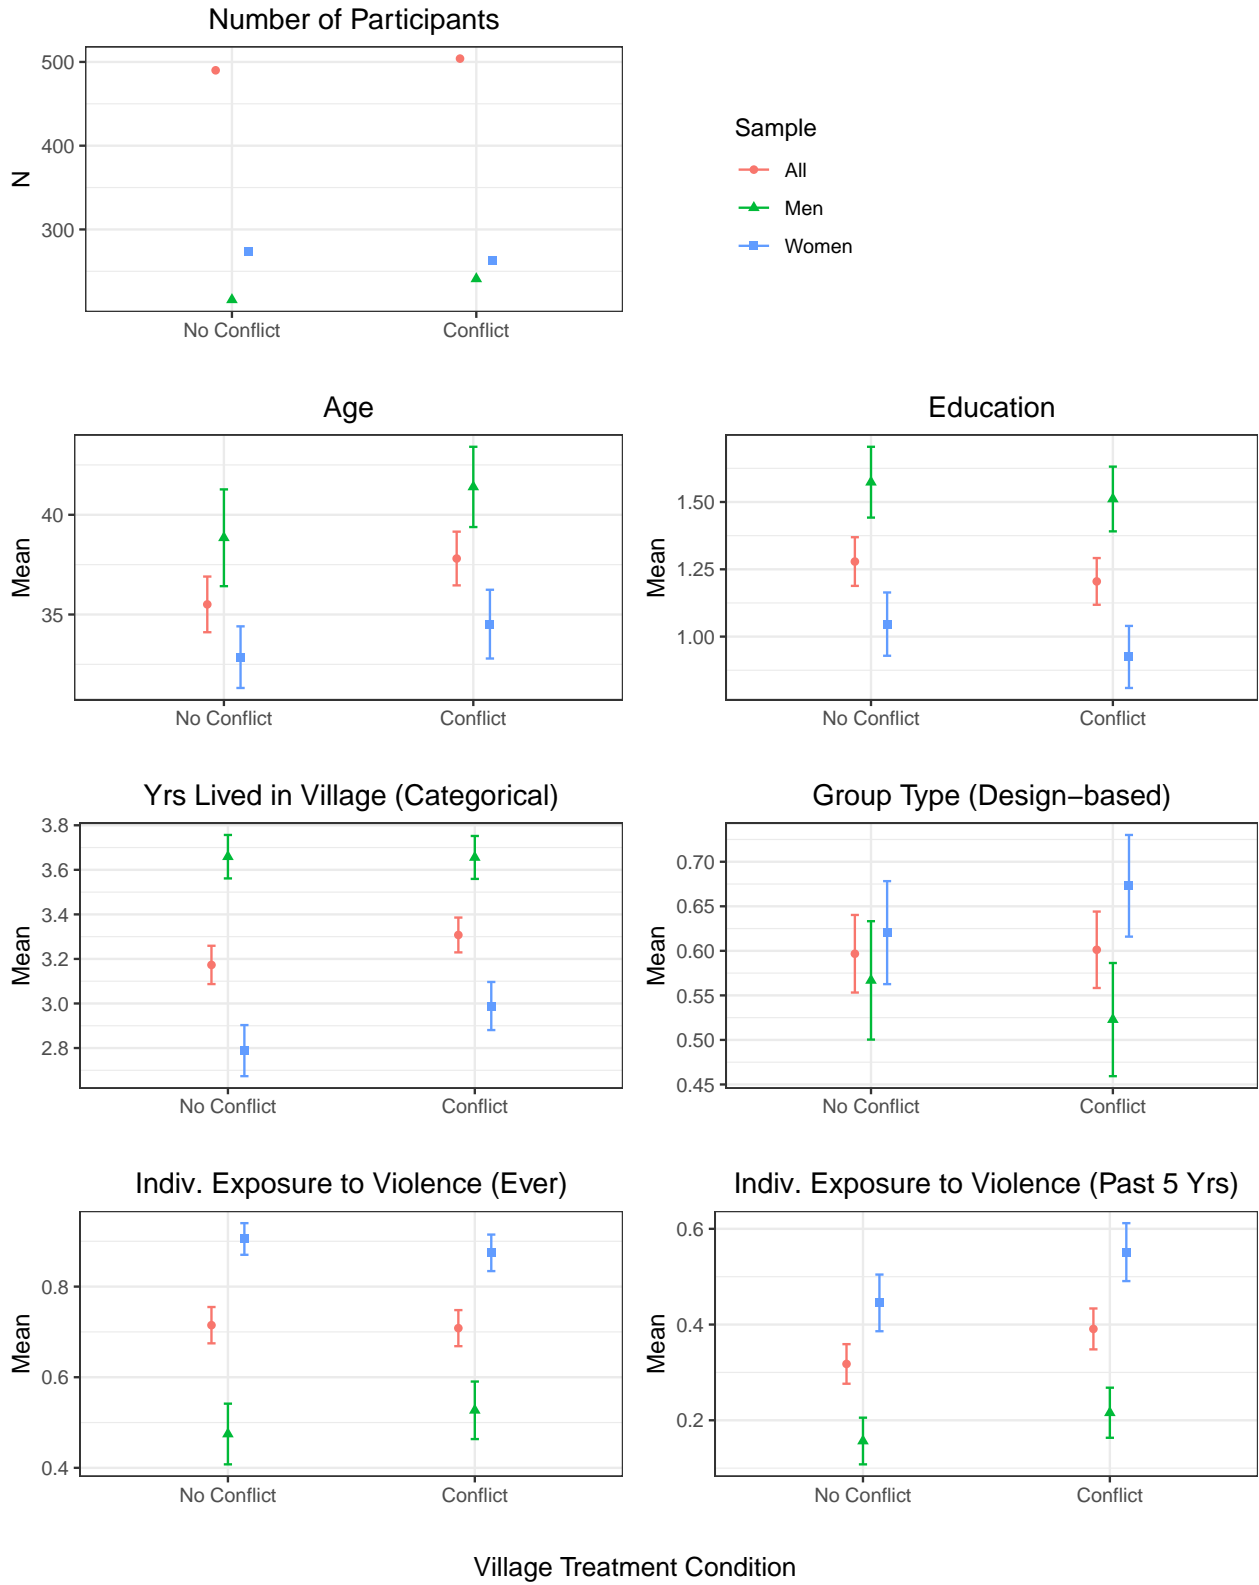 Number of Participants
500
400
300
N
No Conflict
Conflict
Sample
All
Men
Women
Age
40
35
Mean
No Conflict
Conflict
Education
1.50
1.25
1.00
Mean
No Conflict
Conflict
Yrs Lived in Village (Categorical)
3.8
3.6
3.4
3.2
3.0
2.8
Mean
No Conflict
Conflict
Group Type (Design−based)
0.70
0.65
0.60
0.55
0.50
0.45
Mean
No Conflict
Conflict
Indiv. Exposure to Violence (Ever)
0.8
0.6
0.4
Mean
No Conflict
Conflict
Indiv. Exposure to Violence (Past 5 Yrs)
0.6
0.4
0.2
Mean
No Conflict
Conflict
Village Treatment Condition